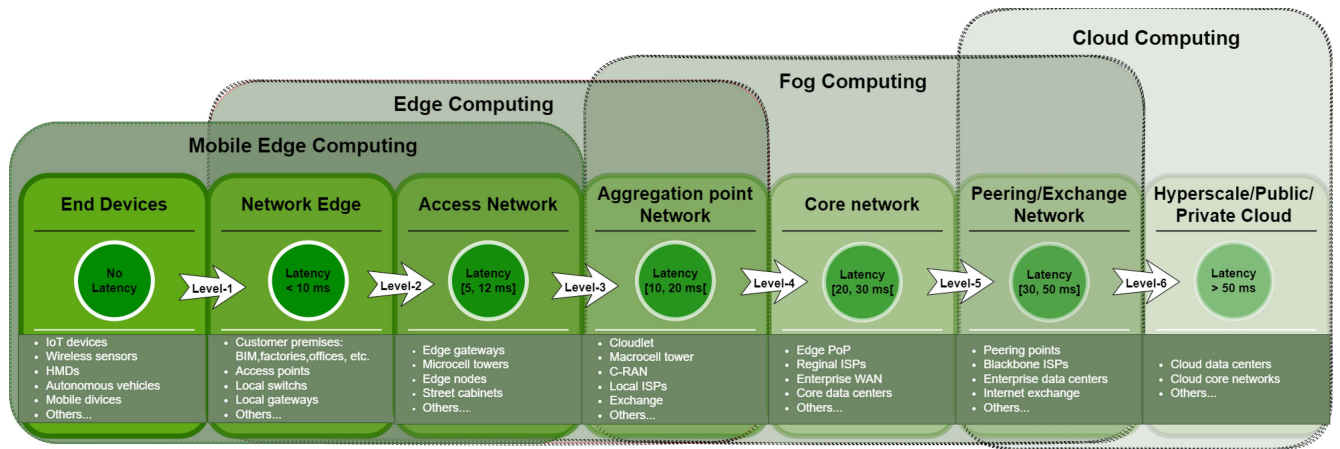 Cloud Computing
Fog Computing
Edge Computing
Mobile Edge Computing
End Devices
No
Latency
IoT devices
Wireless sensors
HMDs
Autonomous vehicles
Mobile devices
Others...
Level-1
Network Edge
Latency
< 10 ms
Customer premises:
BIM,factories,offices, etc.
Access points
Local switchs
Local gateways
Others...
Level-2
Access Network
Latency
[5, 12 ms]
Edge gateways
Microcell towers
Edge nodes
Street cabinets
Others...
Level-3
Aggregation point
Network
Latency
[10, 20 ms[
Cloudlet
Macrocell tower
C-RAN
Local ISPs
Exchange
Others...
Level-4
Core network
Latency
[20, 30 ms[
Edge PoP
Reginal ISPs
Enterprise WAN
Core data centers
Others...
Level-5
Peering/Exchange
Network
Latency
[30, 50 ms]
Peering points
Blackbone ISPs
Enterprise data centers
Internet exchange
Others...
Level-6
Hyperscale/Public/
Private Cloud
Latency
> 50 ms
Cloud data centers
Cloud core networks
Others...